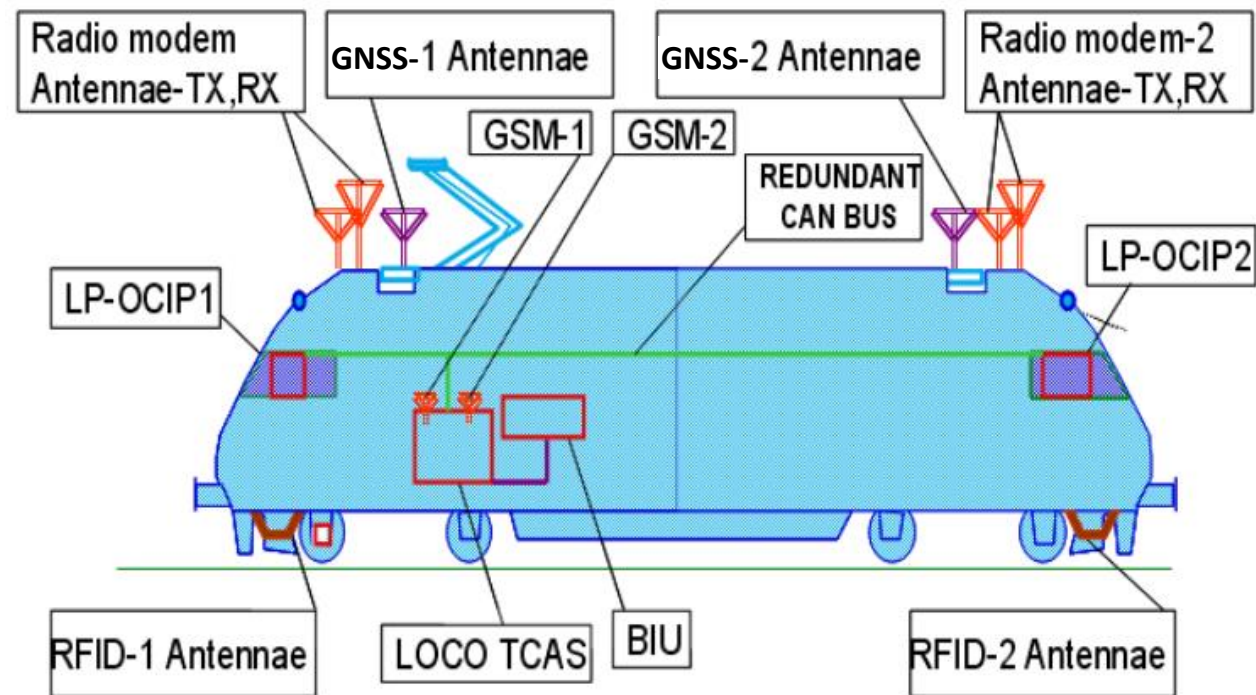 Radio modem
Antennae-TX,RX
GNSS-1 Antennae
GNSS-2 Antennae
Radio modem-2
Antennae-TX,RX
GSM-1
GSM-2
REDUNDANT
CAN BUS
LP-OCIP1
LP-OCIP2
RFID-1 Antennae
LOCO TCAS
BIU
RFID-2 Antennae